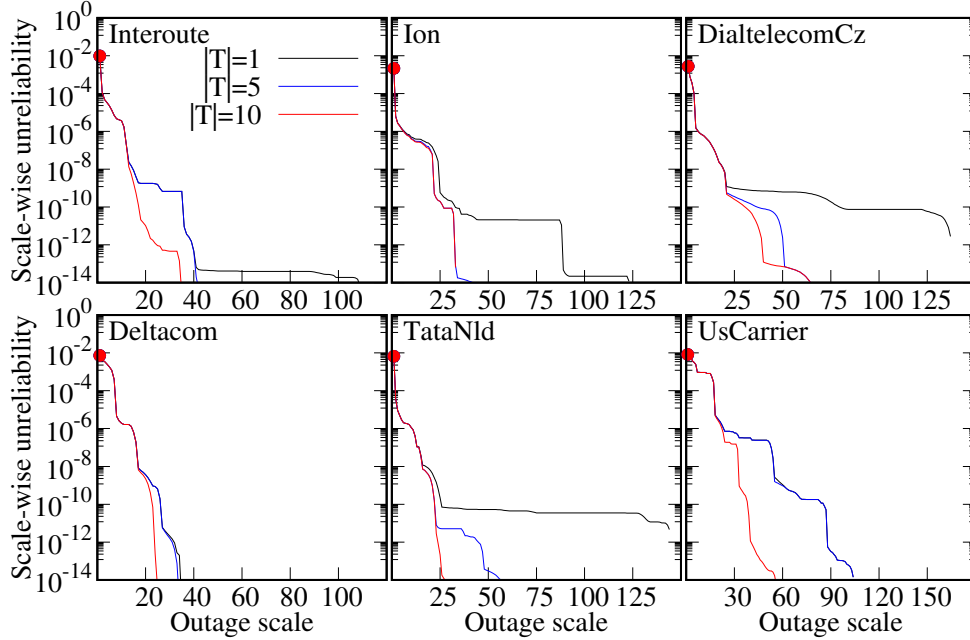 Interoute
Ion
DialtelecomCz
|T|=1
|T|=5
|T|=10
Scale-wise unreliability
10^0
10^-2
10^-4
10^-6
10^-8
10^-10
10^-12
10^-14
20 40 60 80 100
25 50 75 100 125
25 50 75 100 125 150
Deltacom
TataNld
UsCarrier
Scale-wise unreliability
10^0
10^-2
10^-4
10^-6
10^-8
10^-10
10^-12
10^-14
20 40 60 80 100
25 50 75 100 125
30 60 90 120 150
Outage scale
Outage scale
Outage scale